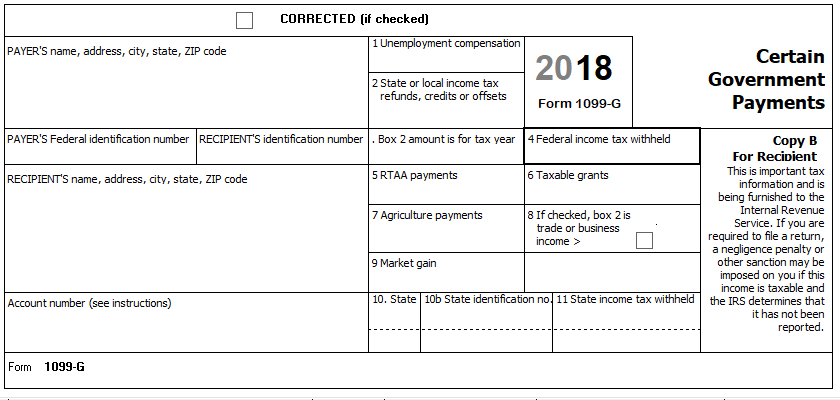 CORRECTED (if checked)
PAYER'S name, address, city, state, ZIP code
1 Unemployment compensation
2 State or local income tax
refunds, credits or offsets
2018
Form 1099-G
Certain
Government
Payments
PAYER'S Federal identification number
RECIPIENT'S identification number
. Box 2 amount is for tax year
4 Federal income tax withheld
Copy B
For Recipient
This is important tax
information and is
being furnished to the
Internal Revenue
Service. If you are
required to file a return,
a negligence penalty or
other sanction may be
imposed on you if this
income is taxable and
the IRS determines that
it has not been
reported.
RECIPIENT'S name, address, city, state, ZIP code
5 RTAA payments
6 Taxable grants
7 Agriculture payments
8 If checked, box 2 is
trade or business
income >
9 Market gain
Account number (see instructions)
10. State
10b State identification no.
11 State income tax withheld
Form 1099-G